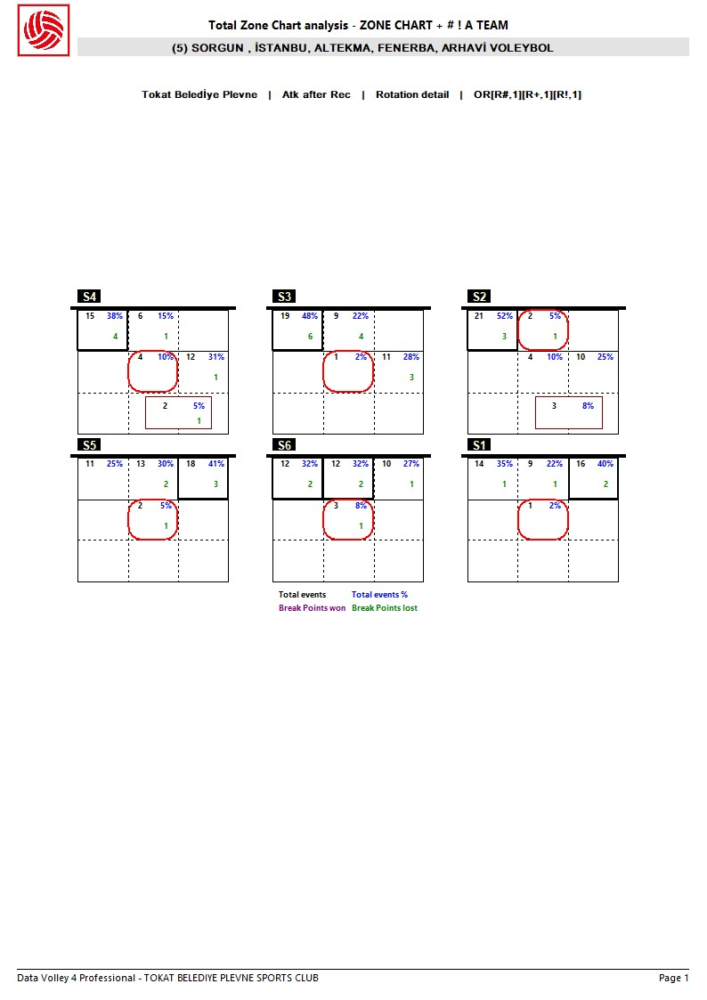 Total Zone Chart analysis - ZONE CHART + # ! A TEAM
(5) SORGUN , İSTANBU, ALTEKMA, FENERBA, ARHAVİ VOLEYBOL
Tokat Beledİye Plevne | Atk after Rec | Rotation detail | OR[R#,1][R+,1][R!,1]
S4 S3 S2
15 38% 6 15% 19 48% 9 22% 21 52% 2 5%
4 1 6 4 3 1
4 10% 12 31% 1 2% 11 28% 4 10% 10 25%
1 3
2 5% 3 8%
1
S5 S6 S1
11 25% 13 30% 18 41% 12 32% 12 32% 10 27% 14 35% 9 22% 16 40%
2 3 2 2 1 1 1 2
2 5% 3 8% 1 2%
1 1
Total events Total events %
Break Points won Break Points lost
Data Volley 4 Professional - TOKAT BELEDIYE PLEVNE SPORTS CLUB Page 1